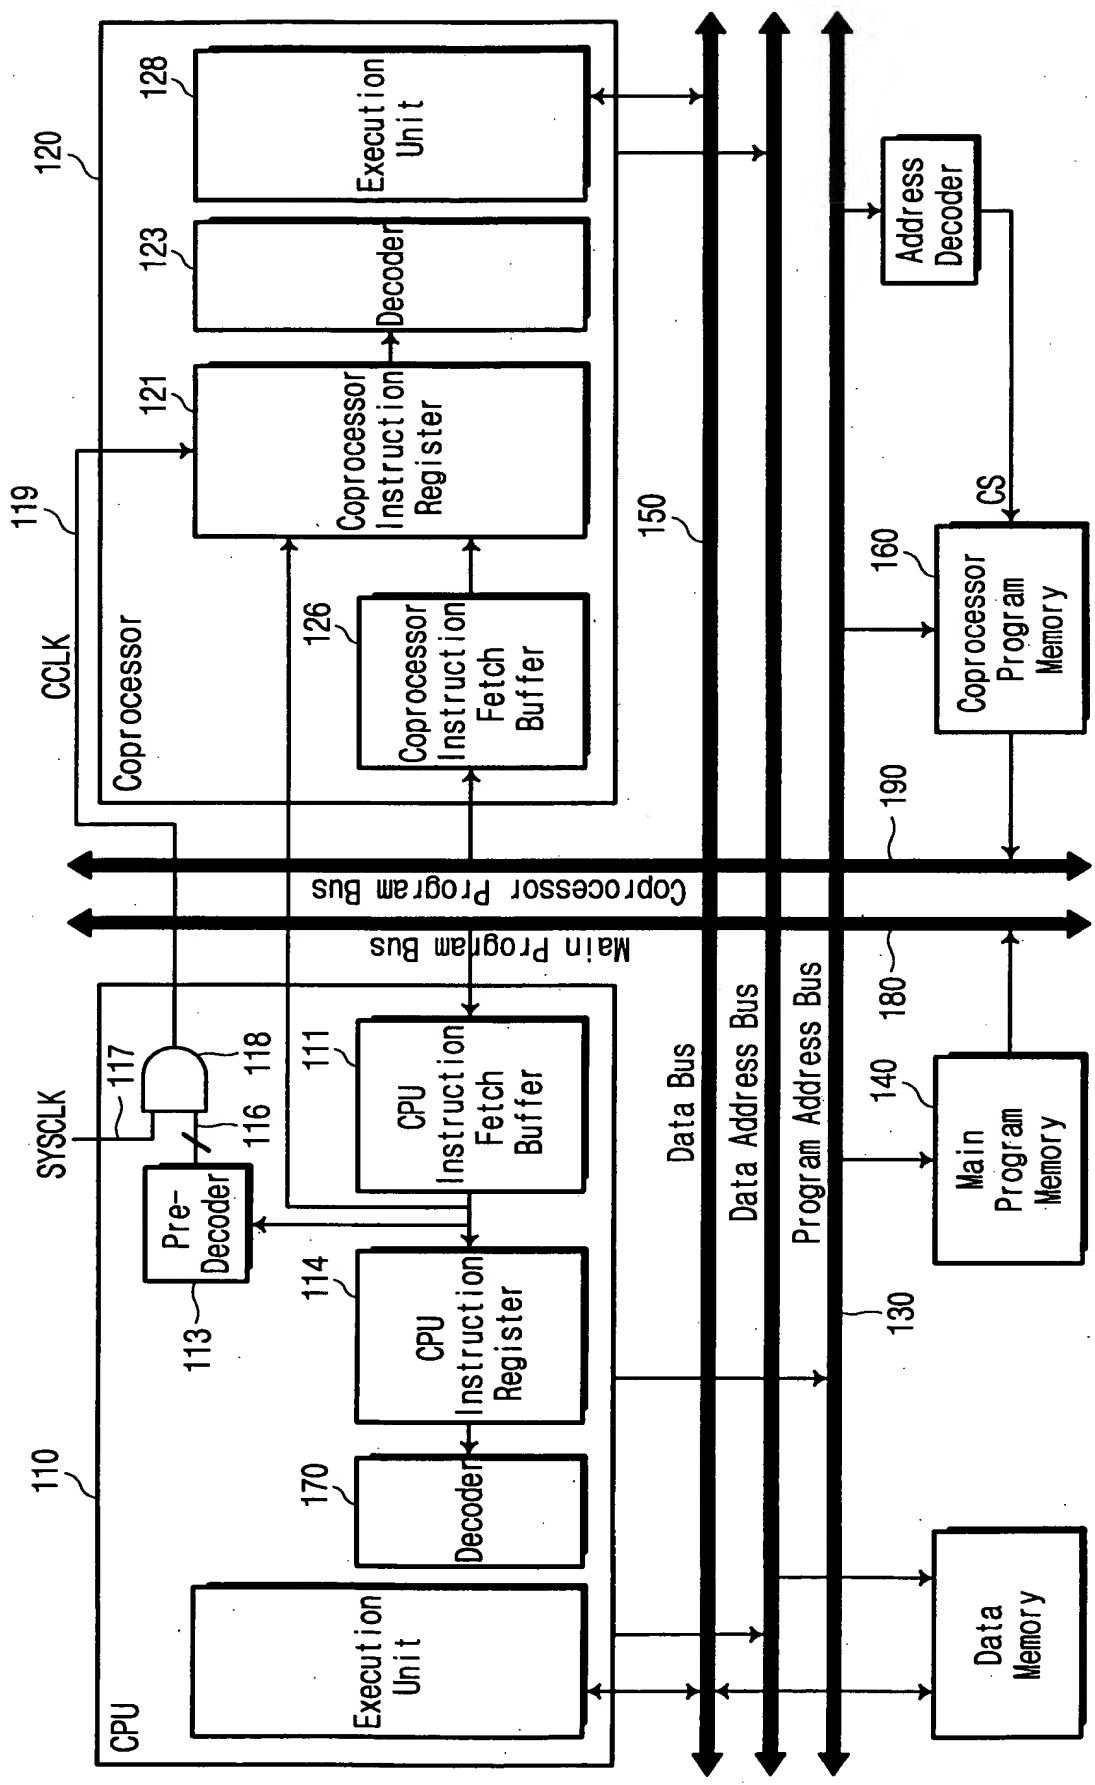 CPU
110
Execution
Unit
Decoder
170
CPU
Instruction
Register
114
Pre-
Decoder
113
SYSCLK
117
116
118
CPU
Instruction
Fetch
Buffer
111
Main Program Bus
Coprocessor Program Bus
CCLK
119
Coprocessor
120
Coprocessor
Instruction
Fetch
Buffer
126
Coprocessor
Instruction
Register
121
Decoder
123
Execution
Unit
128
Data Bus
150
Data Address Bus
Program Address Bus
130
Data
Memory
Main
Program
Memory
140
180
190
Coprocessor
Program
Memory
160
CS
Address
Decoder